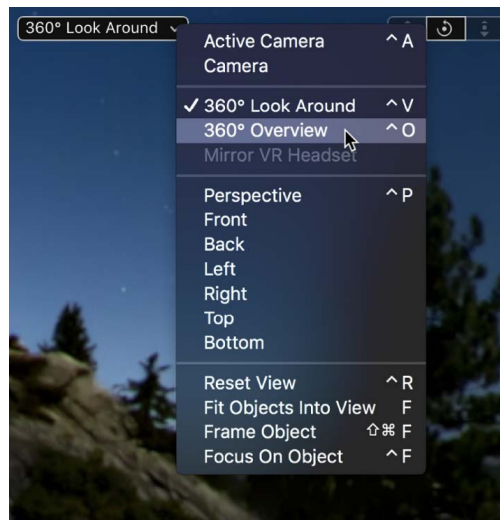 360° Look Around
Active Camera ^ A
Camera
✓ 360° Look Around ^ V
360° Overview ^ O
Mirror VR Headset
Perspective ^ P
Front
Back
Left
Right
Top
Bottom
Reset View ^ R
Fit Objects Into View F
Frame Object ⇧⌘ F
Focus On Object ^ F